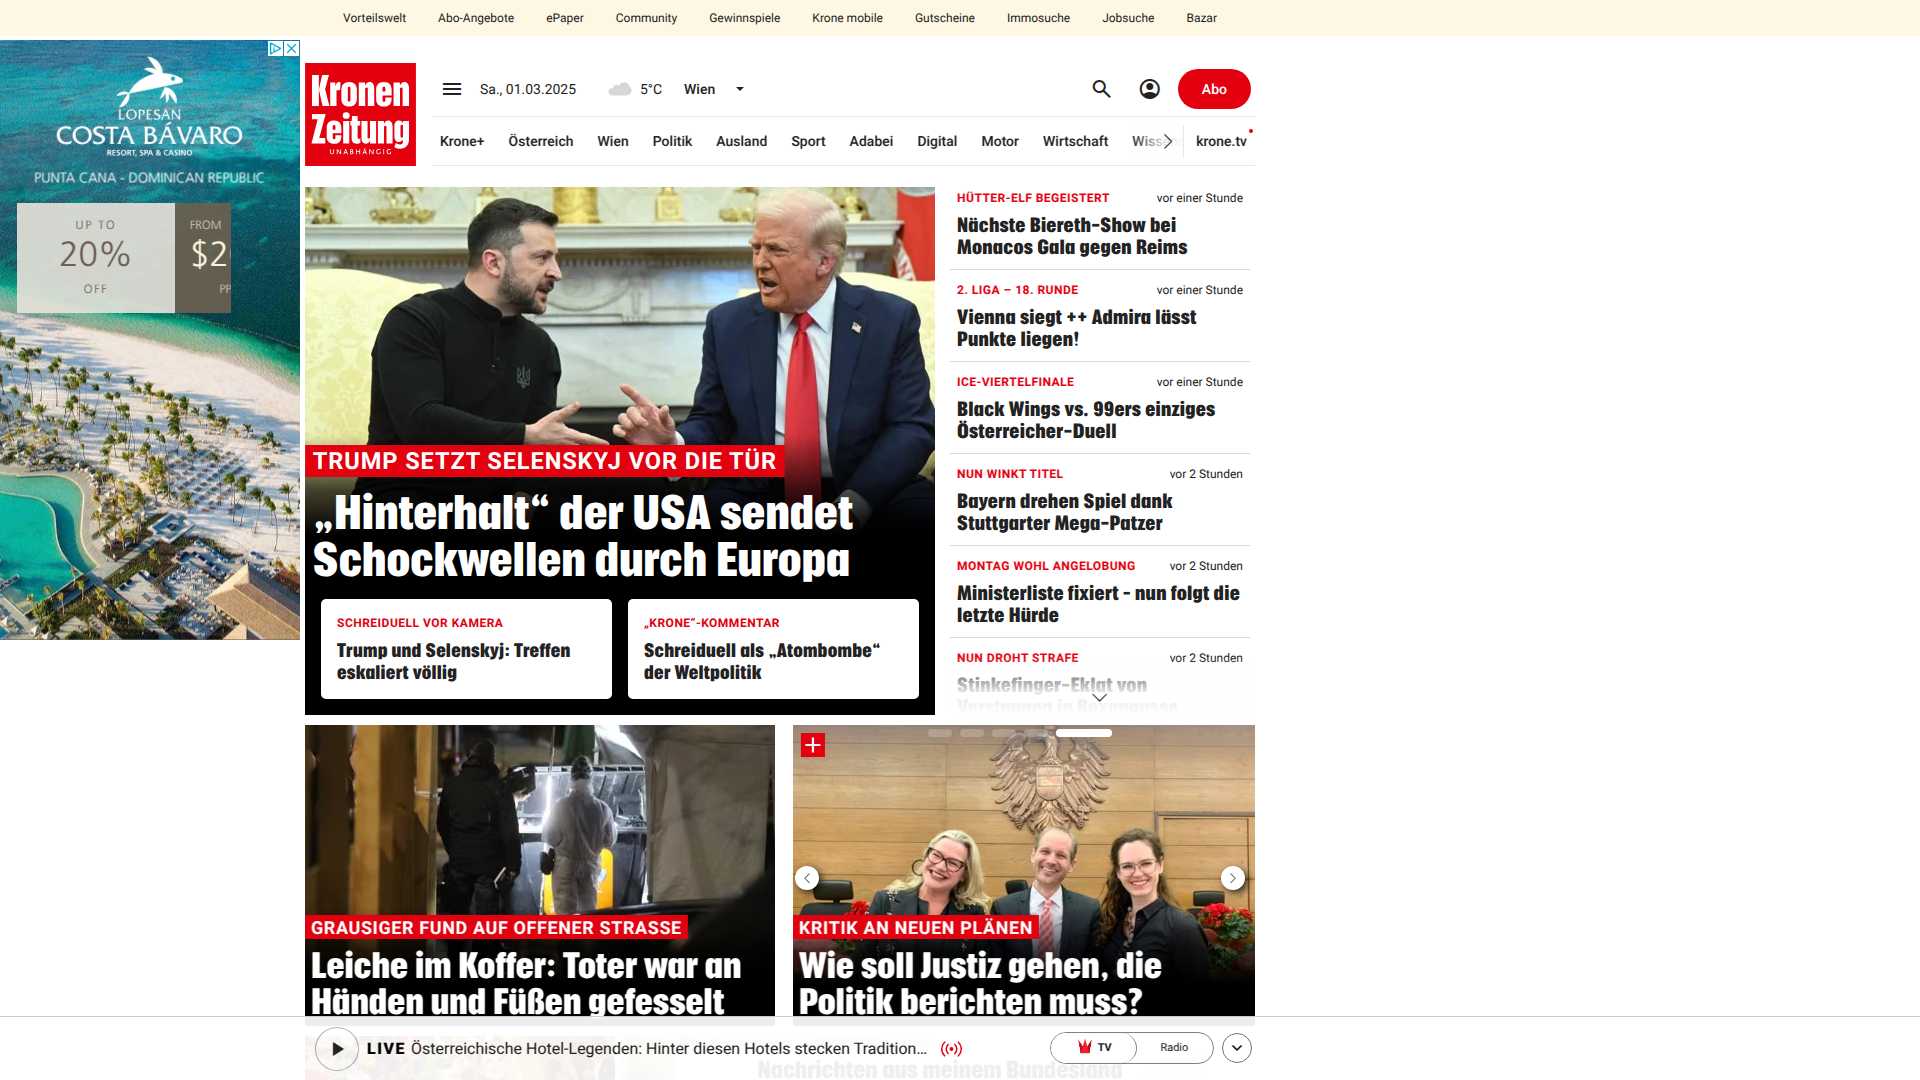 Vorteilswelt
Abo-Angebote
ePaper
Community
Gewinnspiele
Krone mobile
Gutscheine
Immosuche
Jobsuche
Bazar
LOPESAN
COSTA BÁVARO
RESORT, SPA & CASINO
PUNTA CANA - DOMINICAN REPUBLIC
UP TO
20%
OFF
FROM
$2
PP
Kronen
Zeitung
UNABHÄNGIG
Sa., 01.03.2025
5°C
Wien
Abo
Krone+
Österreich
Wien
Politik
Ausland
Sport
Adabei
Digital
Motor
Wirtschaft
krone.tv
TRUMP SETZT SELENSKYJ VOR DIE TÜR
„Hinterhalt“ der USA sendet
Schockwellen durch Europa
SCHREIDUELL VOR KAMERA
Trump und Selenskyj: Treffen
eskaliert völlig
„KRONE“-KOMMENTAR
Schreiduell als „Atombombe“
der Weltpolitik
HÜTTER-ELF BEGEISTERT
vor einer Stunde
Nächste Biereth-Show bei
Monacos Gala gegen Reims
2. LIGA – 18. RUNDE
vor einer Stunde
Vienna siegt ++ Admira lässt
Punkte liegen!
ICE-VIERTELFINALE
vor einer Stunde
Black Wings vs. 99ers einziges
Österreicher-Duell
NUN WINKT TITEL
vor 2 Stunden
Bayern drehen Spiel dank
Stuttgarter Mega-Patzer
MONTAG WOHL ANGELOBUNG
vor 2 Stunden
Ministerliste fixiert - nun folgt die
letzte Hürde
NUN DROHT STRAFE
vor 2 Stunden
Stinkefinger-Eklat von
GRAUSIGER FUND AUF OFFENER STRASSE
Leiche im Koffer: Toter war an
Händen und Füßen gefesselt
KRITIK AN NEUEN PLÄNEN
Wie soll Justiz gehen, die
Politik berichten muss?
LIVE Österreichische Hotel-Legenden: Hinter diesen Hotels stecken Tradition...
TV
Radio
Nachrichten aus meinem Bundesland